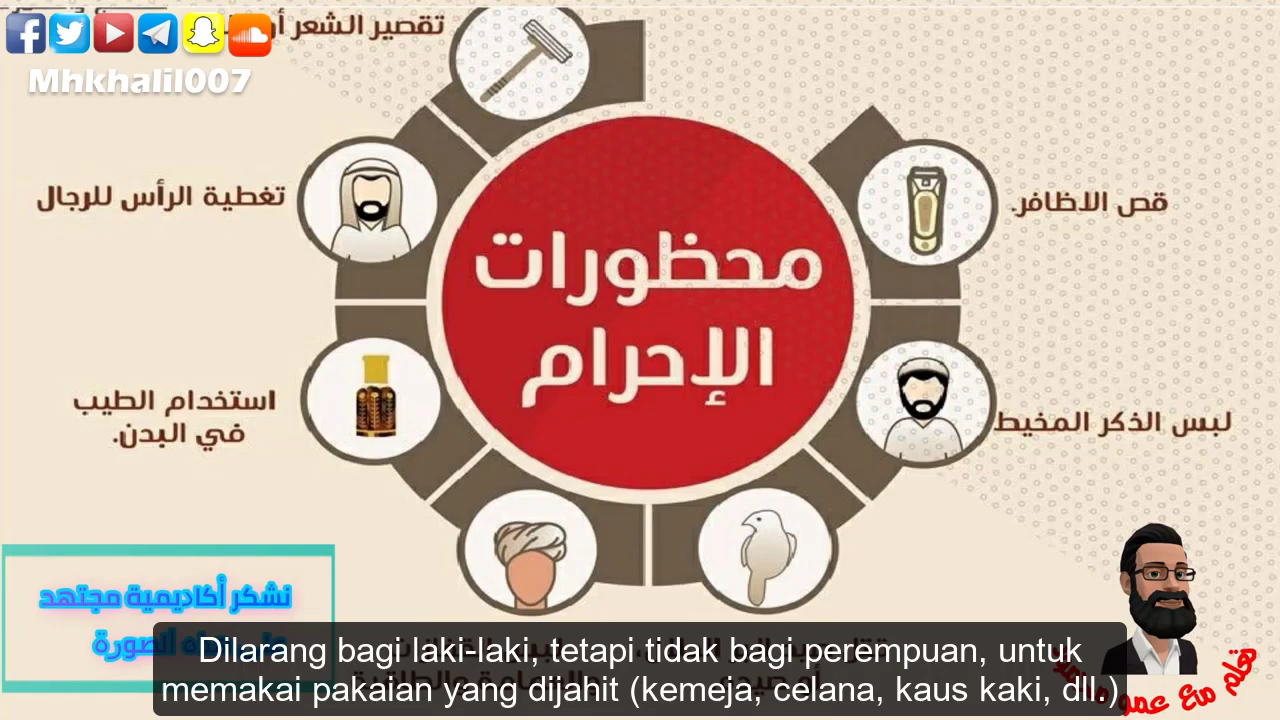 تقصير الشعر أو
Mhkhalil007
تغطية الرأس للرجال
قص الاظافر.
محظورات
الإحرام
استخدام الطيب
في البدن.
لبس الذكر المخيط
نشكر أكاديمية مجتهد
الصورة
Dilarang bagi laki-laki, tetapi tidak bagi perempuan, untuk
memakai pakaian yang dijahit (kemeja, celana, kaus kaki, dll.)
تعلم مع عمو